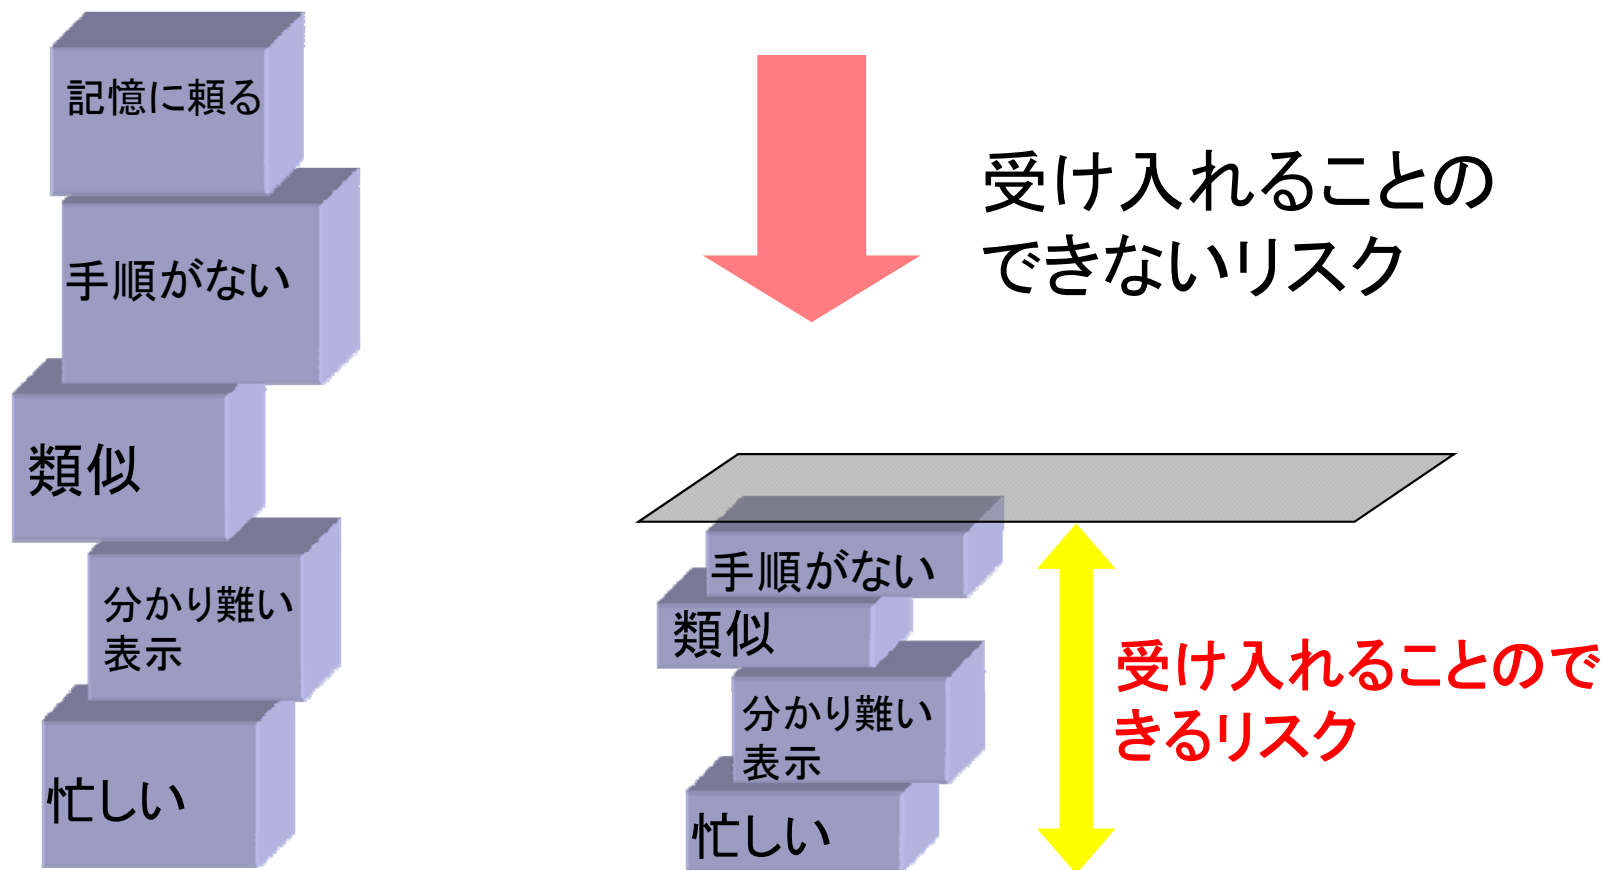 記憶に頼る
手順がない
類似
分かり難い
表示
忙しい
受け入れることの
できないリスク
手順がない
類似
分かり難い
表示
忙しい
受け入れることので
きるリスク